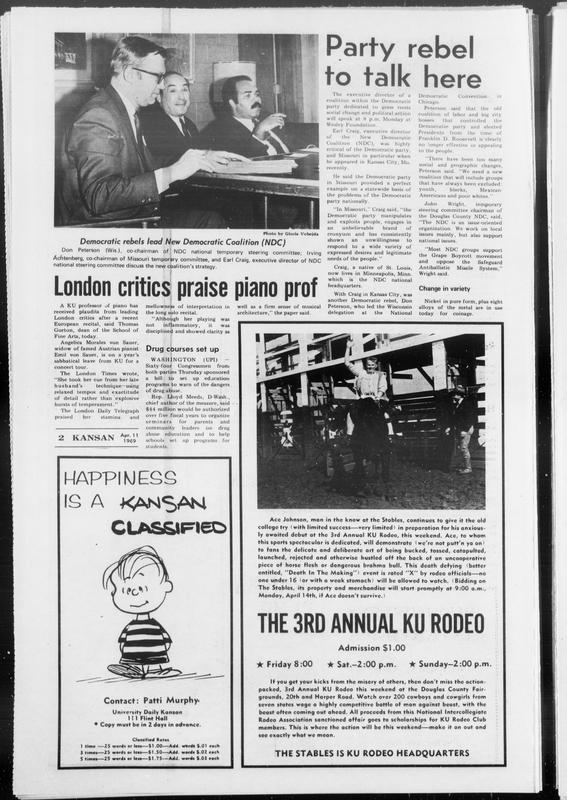 Party rebel
to talk here
Photo by Gloria Vobejda
Democratic rebels lead New Democratic Coalition (NDC)
Don Peterson (Wis.), co-chairman of NDC national temporary committee; Irving
Achtenberg, co-chairman of Missouri temporary committee, and Earl Craig, executive director of NDC
national steering committee discuss the new coalition's strategy.
The executive director of a
coalition within the Democratic
party dedicated to grass roots
social change and political action
will speak at 8 p.m. Monday at
Wesley Foundation.
Earl Craig, executive director
of the New Democratic
Coalition (NDC), was highly
critical of the Democratic party,
and Missouri in particular when
he appeared in Kansas City, Mo.
recently.
He said the Democratic party
in Missouri provided a perfect
example on a statewide basis of
the problems of the Democratic
party nationally.
"In Missouri," Craig said, "the
Democratic party manipulates
and exploits people, engages in
an unbelievable brand of
cronyism and has consistently
shown an unwillingness to
respond to a wide variety of
expressed desires and legitimate
needs of the people."
Craig, a native of St. Louis,
now lives in Minneapolis, Minn.
which is the NDC national
headquarters.
With Craig in Kansas City, was
another Democratic rebel, Don
Peterson, who led the Wisconsin
delegation at the National
Democratic Convention in
Chicago.
Peterson said that the old
coalition of labor and big city
bosses that controlled the
Democratic party and elected
Presidents from the time of
Franklin D. Roosevelt is clearly
no longer effective or appealing
to the people.
"There have been too many
social and geographic changes,
Peterson said. "We need a new
coalition that will include groups
that have always been excluded:
youth, blacks, Mexican
Americans and poor whites."
John Wright, temporary
steering committee chairman of
the Douglas County NDC, said,
"The NDC is an issue-oriented
organization. We work on local
issues mainly, but also support
national issues.
"Most NDC groups support
the Grape Boycott movement
and oppose the Safeguard
Antiballistic Missile System,"
Wright said.
Change in variety
Nickel in pure form, plus eight
alloys of the metal are in use
today for coinage.
London critics praise piano prof
A KU professor of piano has
received plaudits from leading
London critics after a recent
European recital, said Thomas
Gorton, dean of the School of
Fine Arts, today.
Angelica Morales von Sauer,
widow of famed Austrian pianist
Emil von Sauer, is on a year's
sabbatical leave from KU for a
concert tour.
The London Times wrote,
"She took her cue from her late
husband's technique—using
relaxed tempos and exactitude
of detail rather than explosive
bursts of temperament."
The London Daily Telegraph
praised her stamina and
mellowness of interpretation in
the long solo recital.
"Although her playing was
not inflammatory, it was
disciplined and showed clarity as
well as a firm sense of musical
architecture," the paper said.
Drug courses set up
WASHINGTON (UPI) —
Sixty-four Congressmen from
both parties Thursday sponsored
a bill to set up education
programs to warn of the dangers
of drug abuse.
Rep. Lloyd Meeds, D-Wash.,
chief author of the measure, said
$44 million would be authorized
over five fiscal years to organize
seminars for parents and
community leaders on drug
abuse education and to help
schools set up programs for
students.
2 KANSAN Apr. 11
1969
HAPPINESS
IS A KANSAN
CLASSIFIED
Contact: Patti Murphy
University Daily Kansan
111 Flint Hall
* Copy must be in 2 days in advance.
Classified Rates
1 time —25 words or less—$1.00—Add. words $.01 each
3 times—25 words or less—$1.50—Add. words $.02 each
5 times—25 words or less—$1.75—Add. words $.03 each
Ace Johnson, man in the know at the Stables, continues to give it the old
college try (with limited success—very limited) in preparation for his anxious-
ly awaited debut at the 3rd Annual KU Rodeo, this weekend. Ace, to whom
this sports spectacular is dedicated, will demonstrate (we're not putt'n ya on)
to fans the delicate and deliberate art of being bucked, tossed, catapulted,
launched, rejected and otherwise hustled off the back of an uncooperative
piece of horse flesh or dangerous brahma bull. This death defying (better
entitled, "Death In The Making") event is rated "X" by rodeo officials—no
one under 16 (or with a weak stomach) will be allowed to watch. (Bidding on
The Stables, its property and merchandise will start promptly at 9:00 a.m.,
Monday, April 14th, if Ace doesn't survive.)
THE 3RD ANNUAL KU RODEO
Admission $1.00
★ Friday 8:00 ★ Sat.—2:00 p.m. ★ Sunday—2:00 p.m.
If you get your kicks from the misery of others, then don't miss the action-
packed, 3rd Annual KU Rodeo this weekend at the Douglas County Fair-
grounds, 20th and Harper Road. Watch over 200 cowboys and cowgirls from
seven states wage a highly competitive battle of man against beast, with the
beast often coming out ahead. All proceeds from this National Intercollegiate
Rodeo Association sanctioned affair goes to scholarships for KU Rodeo Club
members. This is where the action will be this weekend—make it on out and
see exactly what we mean.
THE STABLES IS KU RODEO HEADQUARTERS